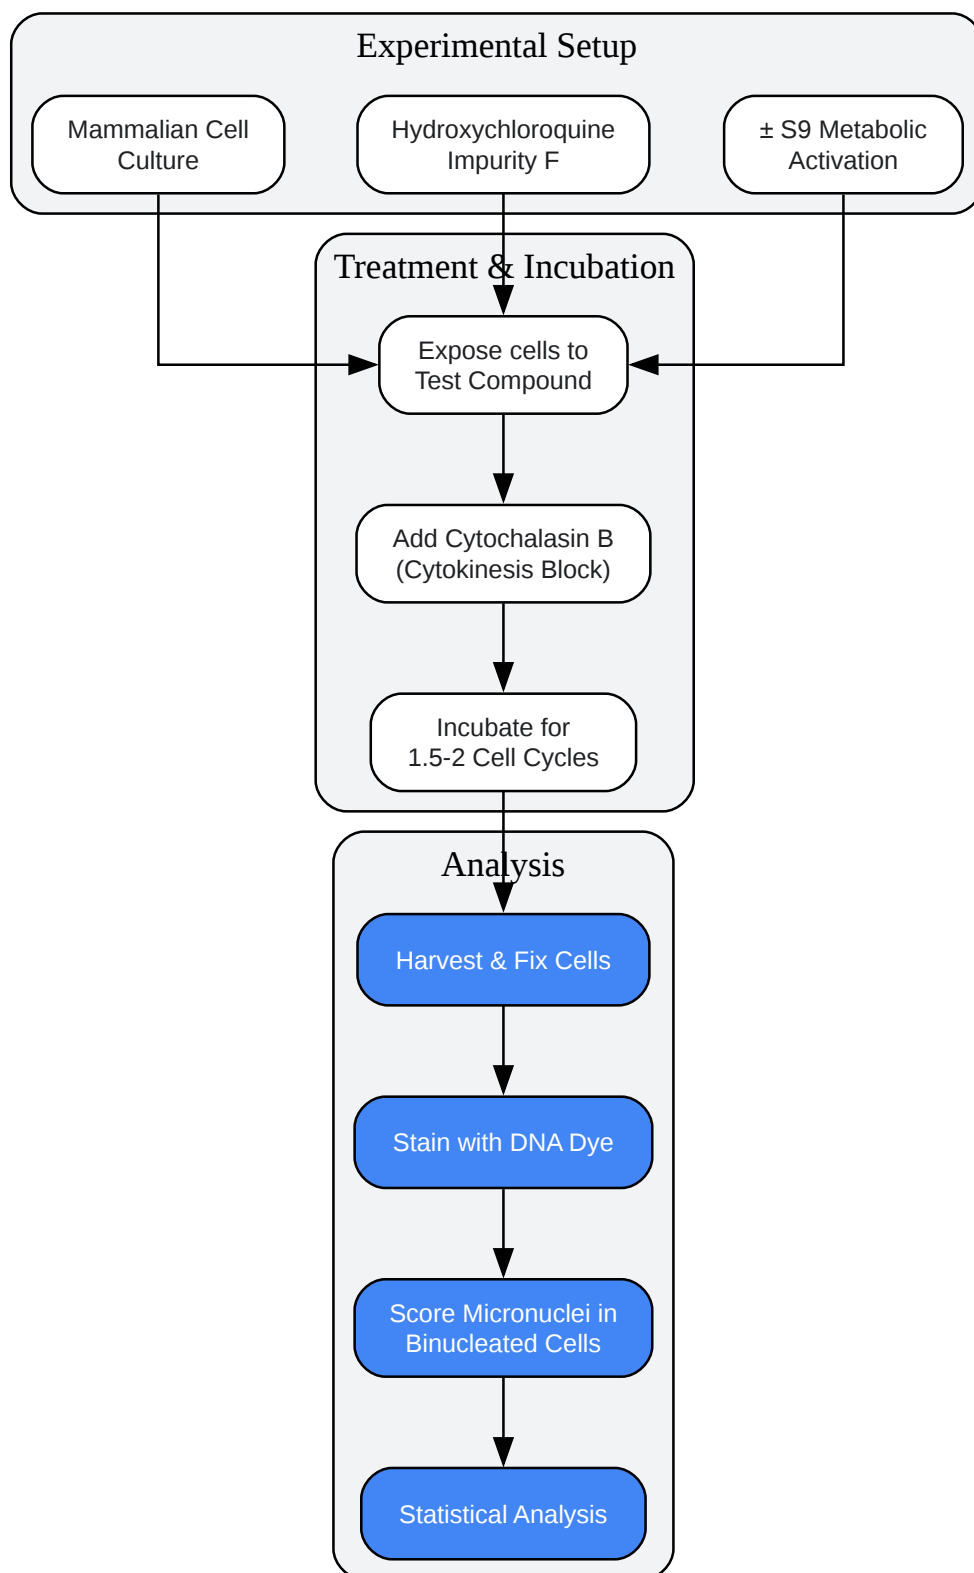 Experimental Setup
Mammalian Cell
Culture
Hydroxychloroquine
Impurity F
± S9 Metabolic
Activation
Treatment & Incubation
Expose cells to
Test Compound
Add Cytochalasin B
(Cytokinesis Block)
Incubate for
1.5-2 Cell Cycles
Analysis
Harvest & Fix Cells
Stain with DNA Dye
Score Micronuclei in
Binucleated Cells
Statistical Analysis